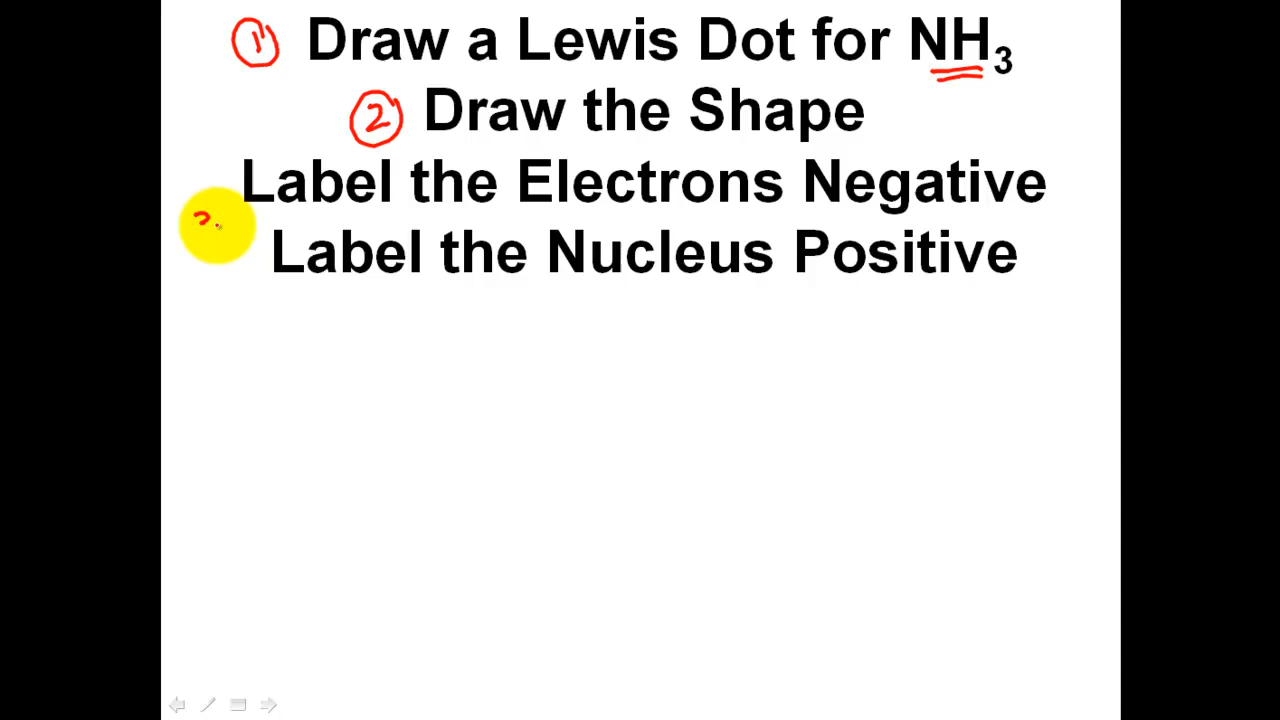 ① Draw a Lewis Dot for NH₃
② Draw the Shape
Label the Electrons Negative
Label the Nucleus Positive